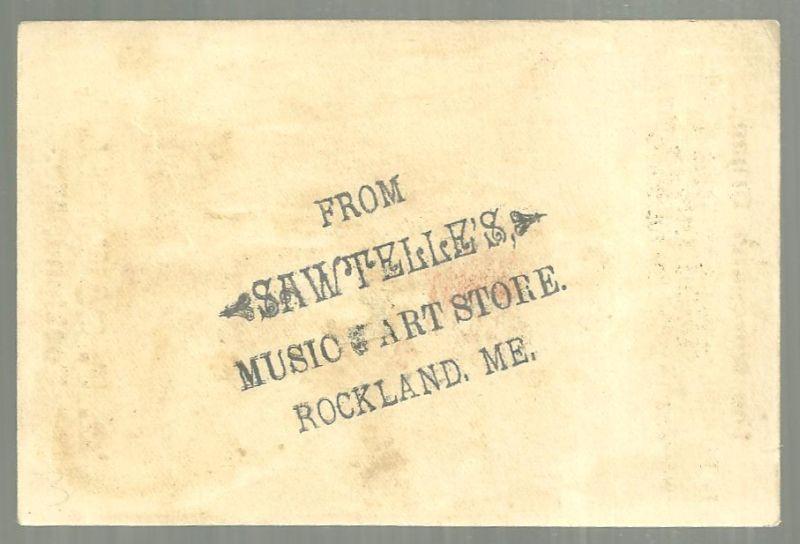 FROM
SAWTELLE'S,
MUSIC & ART STORE.
ROCKLAND, ME.